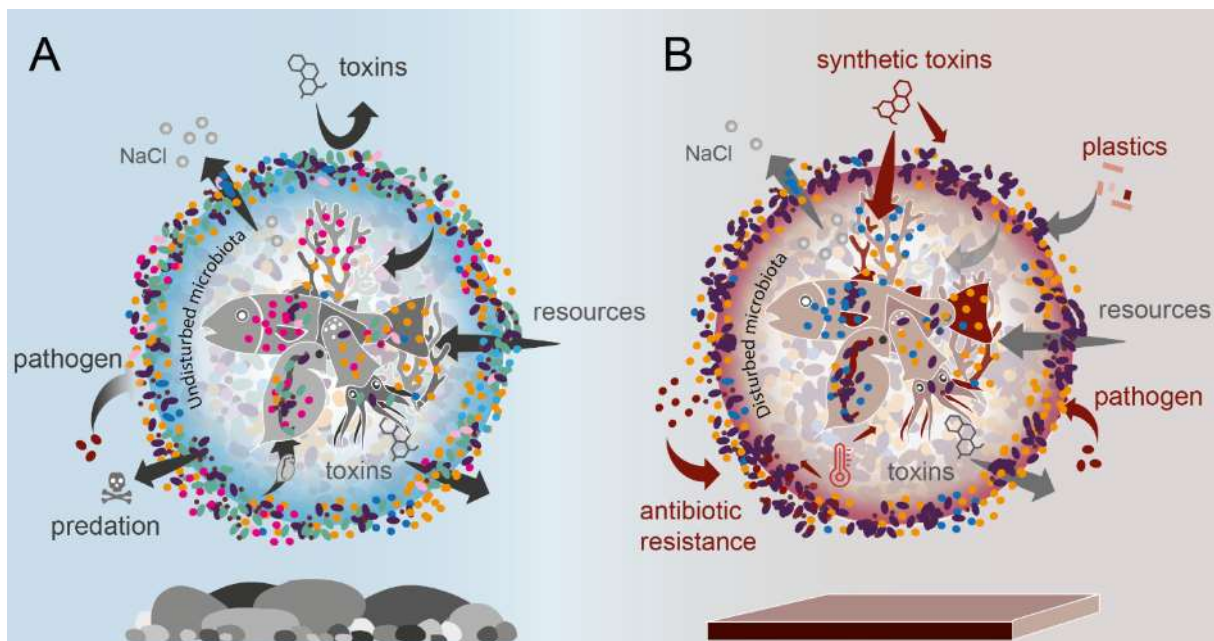 A
toxins
NaCl
Undisturbed microbiota
resources
pathogen
toxins
predation
B
synthetic toxins
NaCl
plastics
Disturbed microbiota
resources
pathogen
toxins
antibiotic
resistance